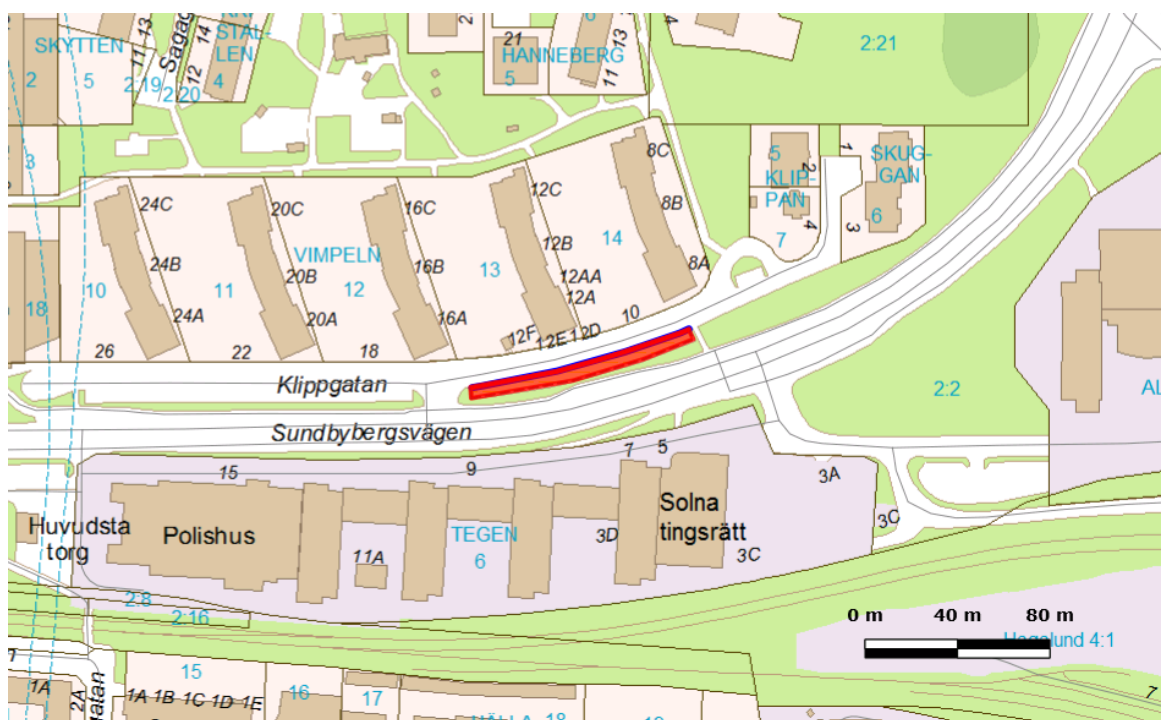 SKYTTEN
2
5
11
13
2:19
Sagag
2:20
12
14
STAL-
LEN
4
2
21
HANNEBERG
5
6
11
13
4
2:21
3
18
10
24C
24B
24A
26
VIMPELN
11
20C
20B
20A
22
12
16C
16B
16A
18
13
12C
12B
12AA
12A
12F
12E
12D
10
14
8C
8B
8A
5
KLIP-
PAN
2
4
7
1
SKUG-
GAN
6
3
Klippgatan
Sundbybergsvägen
2:2
AL
15
9
7
5
3A
3C
Huvudsta
torg
Polishus
11A
TEGEN
6
3D
Solna
tingsrätt
3C
2:8
2:16
0 m 40 m 80 m
Hagalund 4:1
7
15
1A
2A
gatan
1A 1B 1C 1D 1E
16
17
18